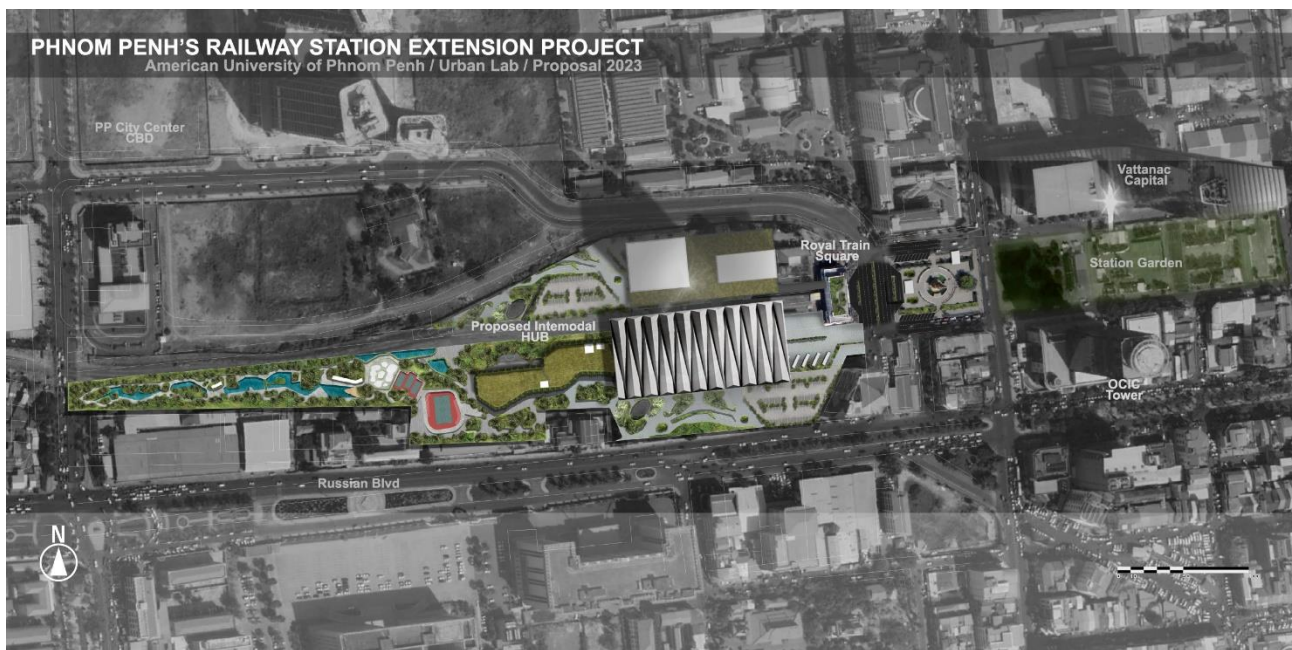 PHNOM PENH'S RAILWAY STATION EXTENSION PROJECT
American University of Phnom Penh / Urban Lab / Proposal 2023
PP City Center
CBD
Vattanac
Capital
Royal Train
Square
Station Garden
Proposed Intemodal
HUB
OCIC
Tower
Russian Blvd
N